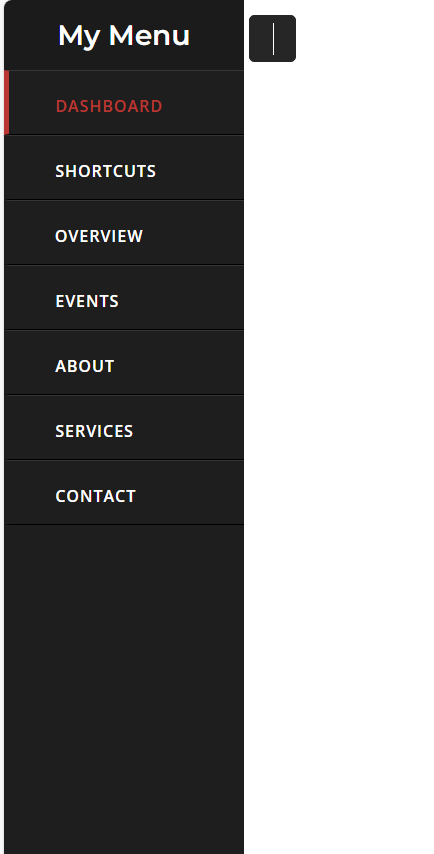 My Menu
DASHBOARD
SHORTCUTS
OVERVIEW
EVENTS
ABOUT
SERVICES
CONTACT